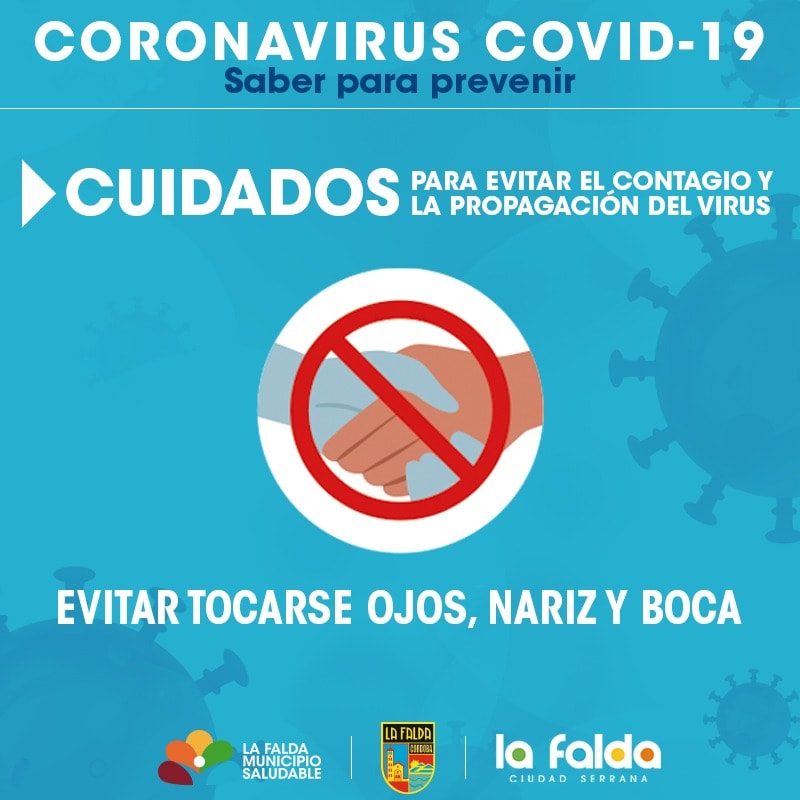 CORONAVIRUS COVID-19
Saber para prevenir
CUIDADOS
PARA EVITAR EL CONTAGIO Y
LA PROPAGACIÓN DEL VIRUS
EVITAR TOCARSE OJOS, NARIZ Y BOCA
LA FALDA
MUNICIPIO
SALUDABLE
LA FALDA
CORDOBA
la falda
CIUDAD SERRANA